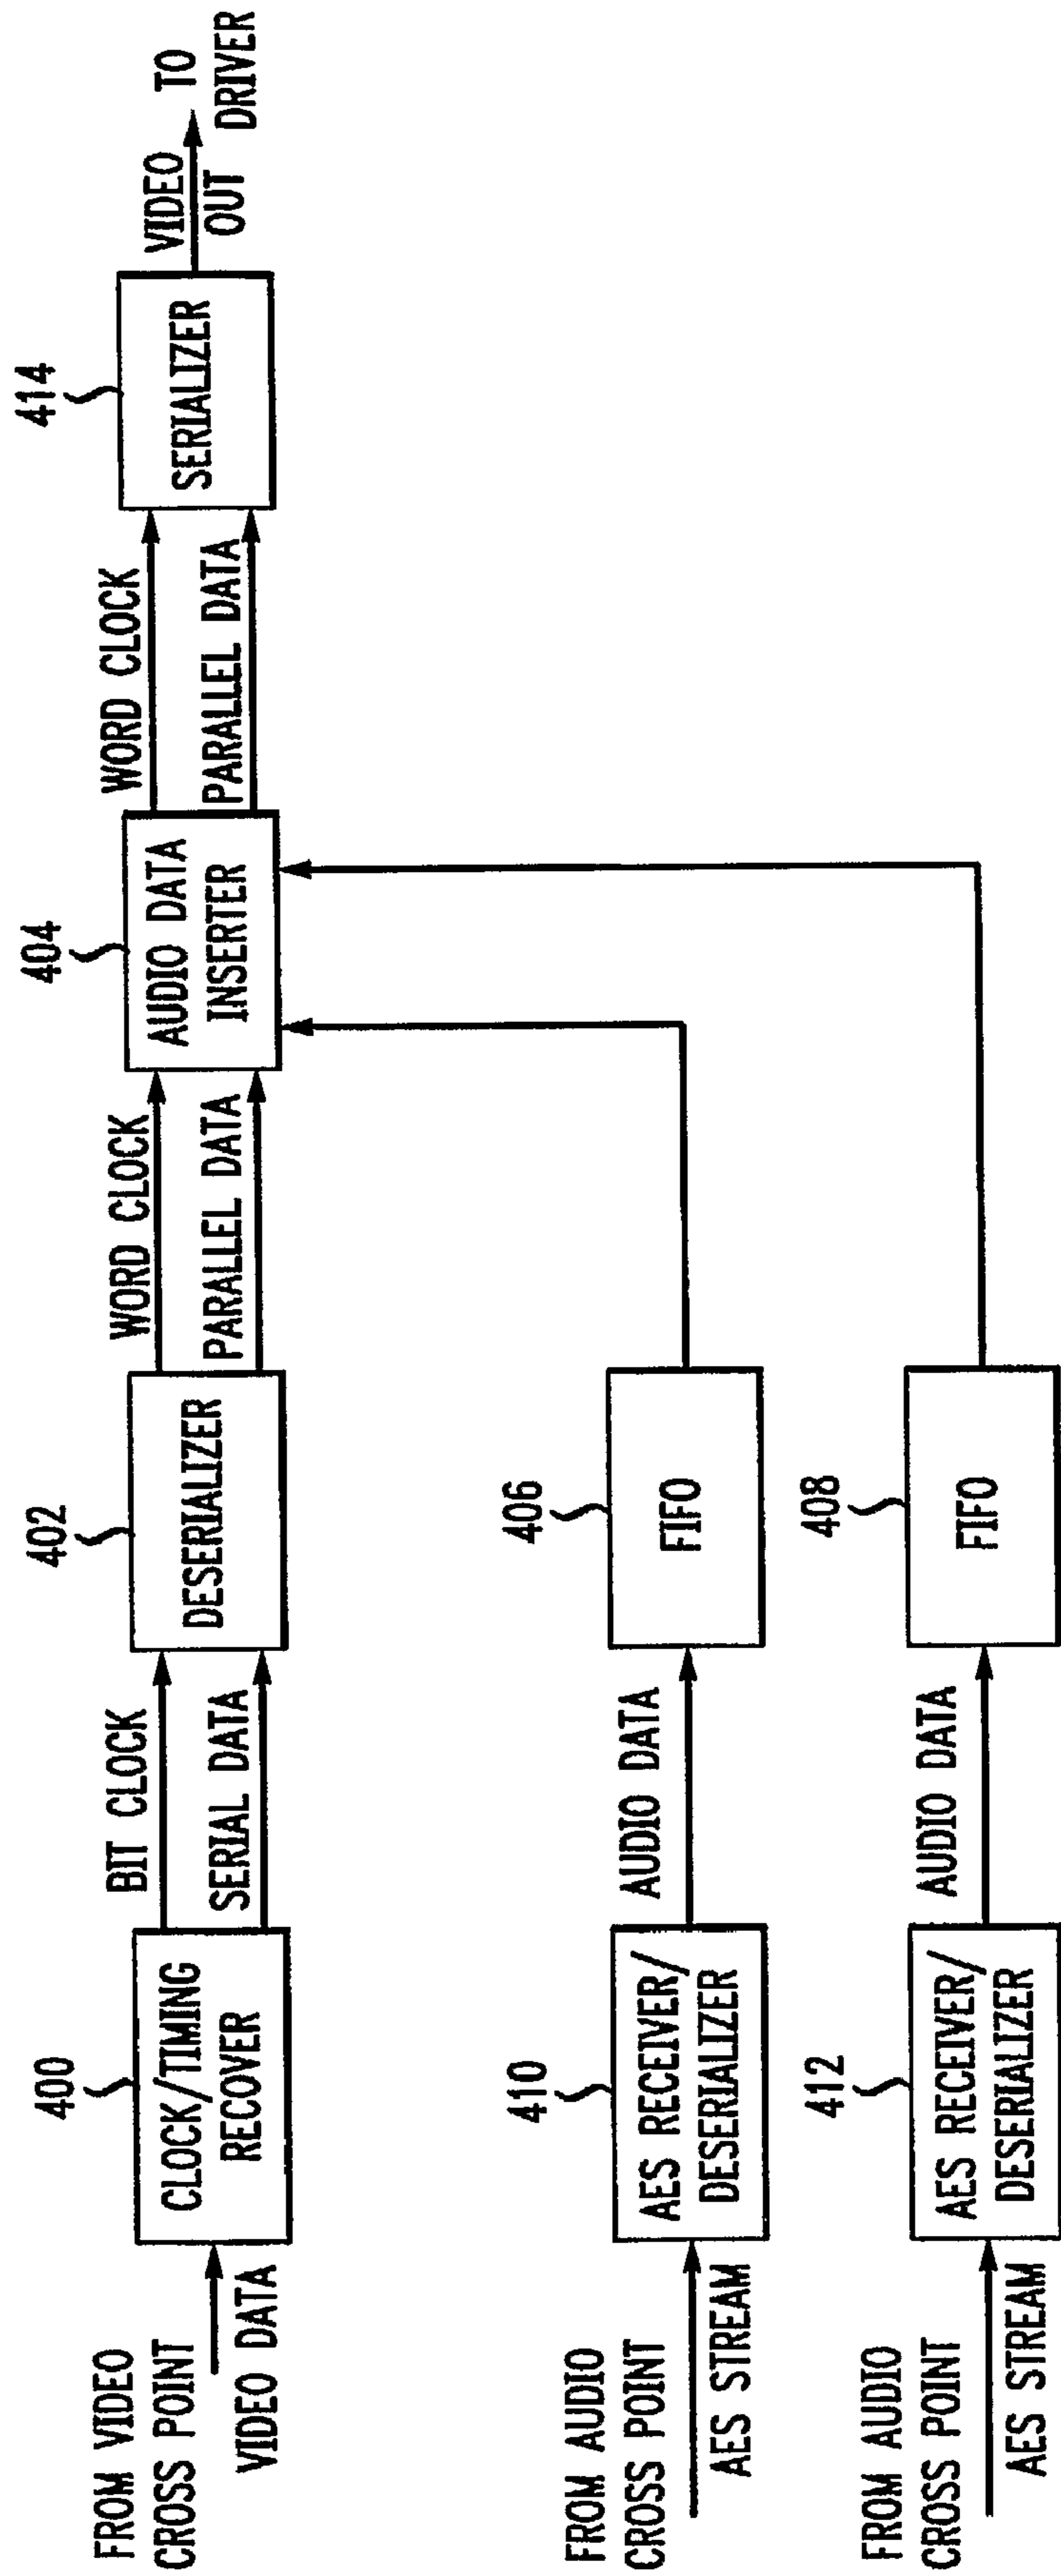 FROM VIDEO
CROSS POINT
VIDEO DATA
400
CLOCK/TIMING
RECOVER
BIT CLOCK
SERIAL DATA
402
DESERIALIZER
WORD CLOCK
PARALLEL DATA
404
AUDIO DATA
INSERTER
WORD CLOCK
PARALLEL DATA
414
SERIALIZER
VIDEO
OUT
TO
DRIVER
FROM AUDIO
CROSS POINT
AES STREAM
410
AES RECEIVER/
DESERIALIZER
AUDIO DATA
406
FIFO
FROM AUDIO
CROSS POINT
AES STREAM
412
AES RECEIVER/
DESERIALIZER
AUDIO DATA
408
FIFO